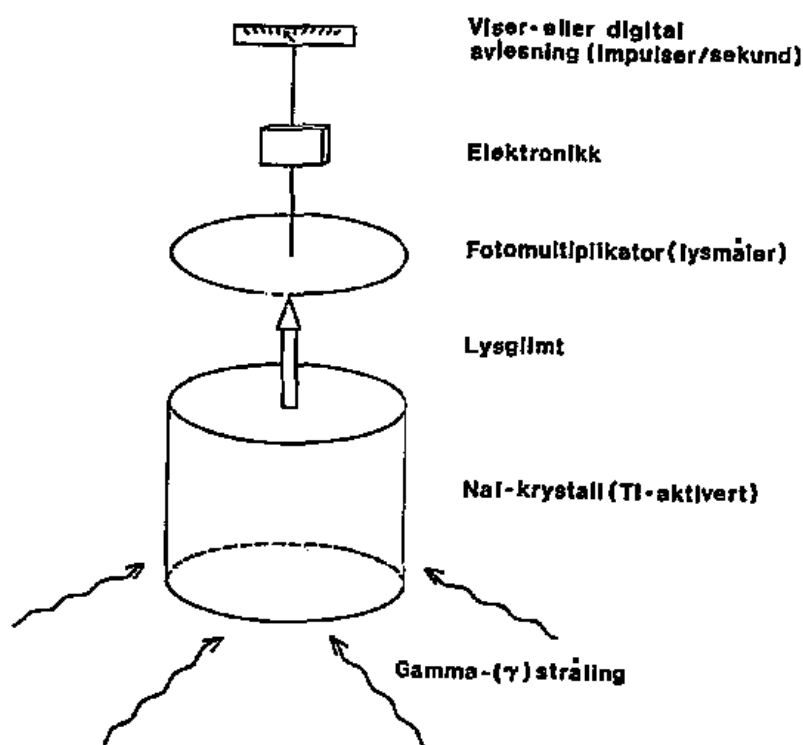 Viser- eller digital
avlesning (impulser/sekund)
Elektronikk
Fotomultiplikator (lysmåler)
Lysglimt
NaI-krystall (Tl-aktivert)
Gamma-(γ) stråling